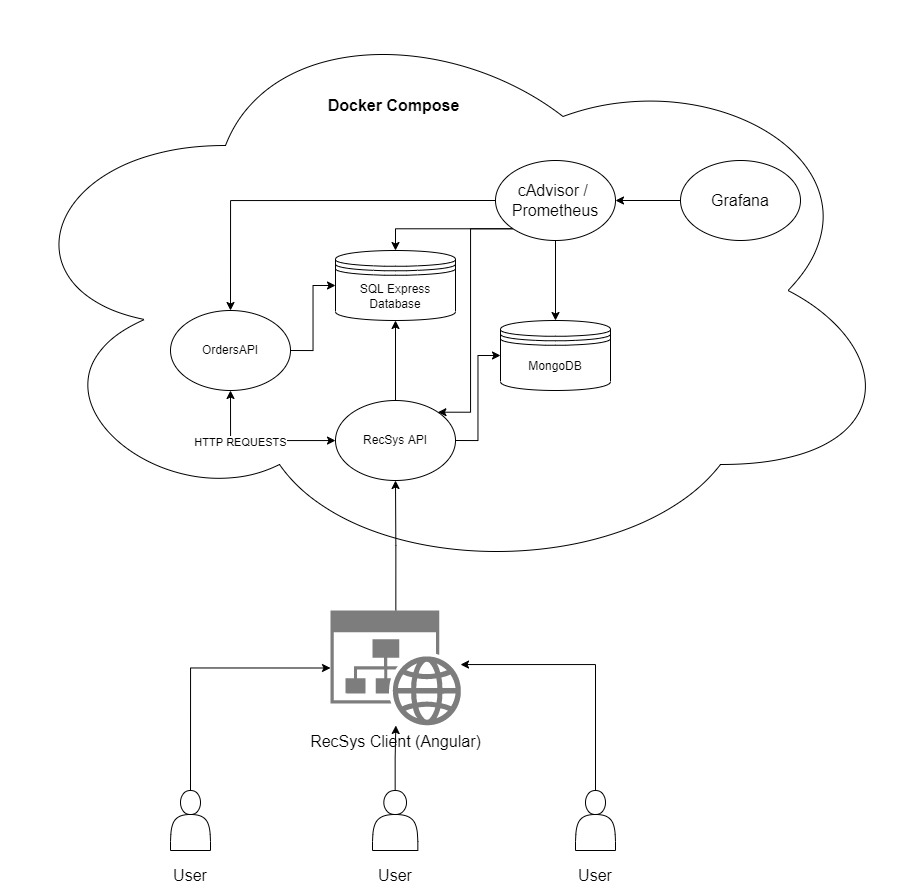 Docker Compose
cAdvisor /
Prometheus
Grafana
SQL Express
Database
OrdersAPI
MongoDB
HTTP REQUESTS
RecSys API
RecSys Client (Angular)
User
User
User